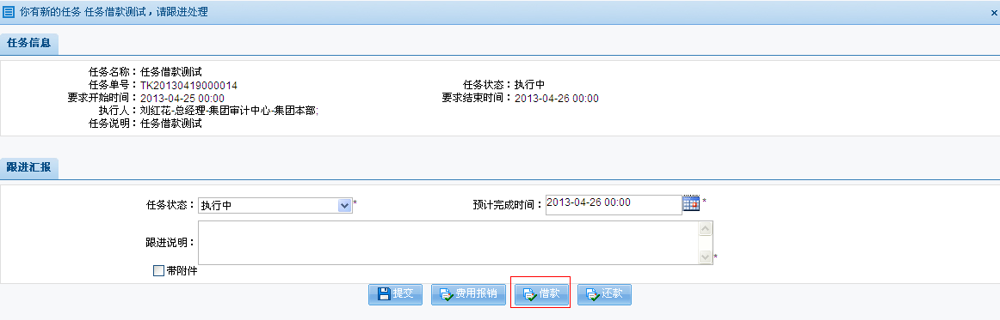 你有新的任务 任务借款测试，请跟进处理
任务信息
任务名称：任务借款测试
任务单号：TK20130419000014 任务状态：执行中
要求开始时间：2013-04-25 00:00 要求结束时间：2013-04-26 00:00
执行人：刘红花-总经理-集团审计中心-集团本部;
任务说明：任务借款测试
跟进汇报
任务状态：执行中* 预计完成时间：2013-04-26 00:00 *
跟进说明：*
带附件
提交 费用报销 借款 还款